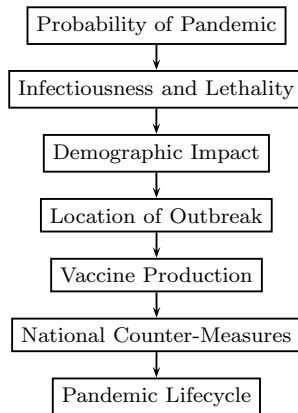 Probability of Pandemic
Infectiousness and Lethality
Demographic Impact
Location of Outbreak
Vaccine Production
National Counter-Measures
Pandemic Lifecycle